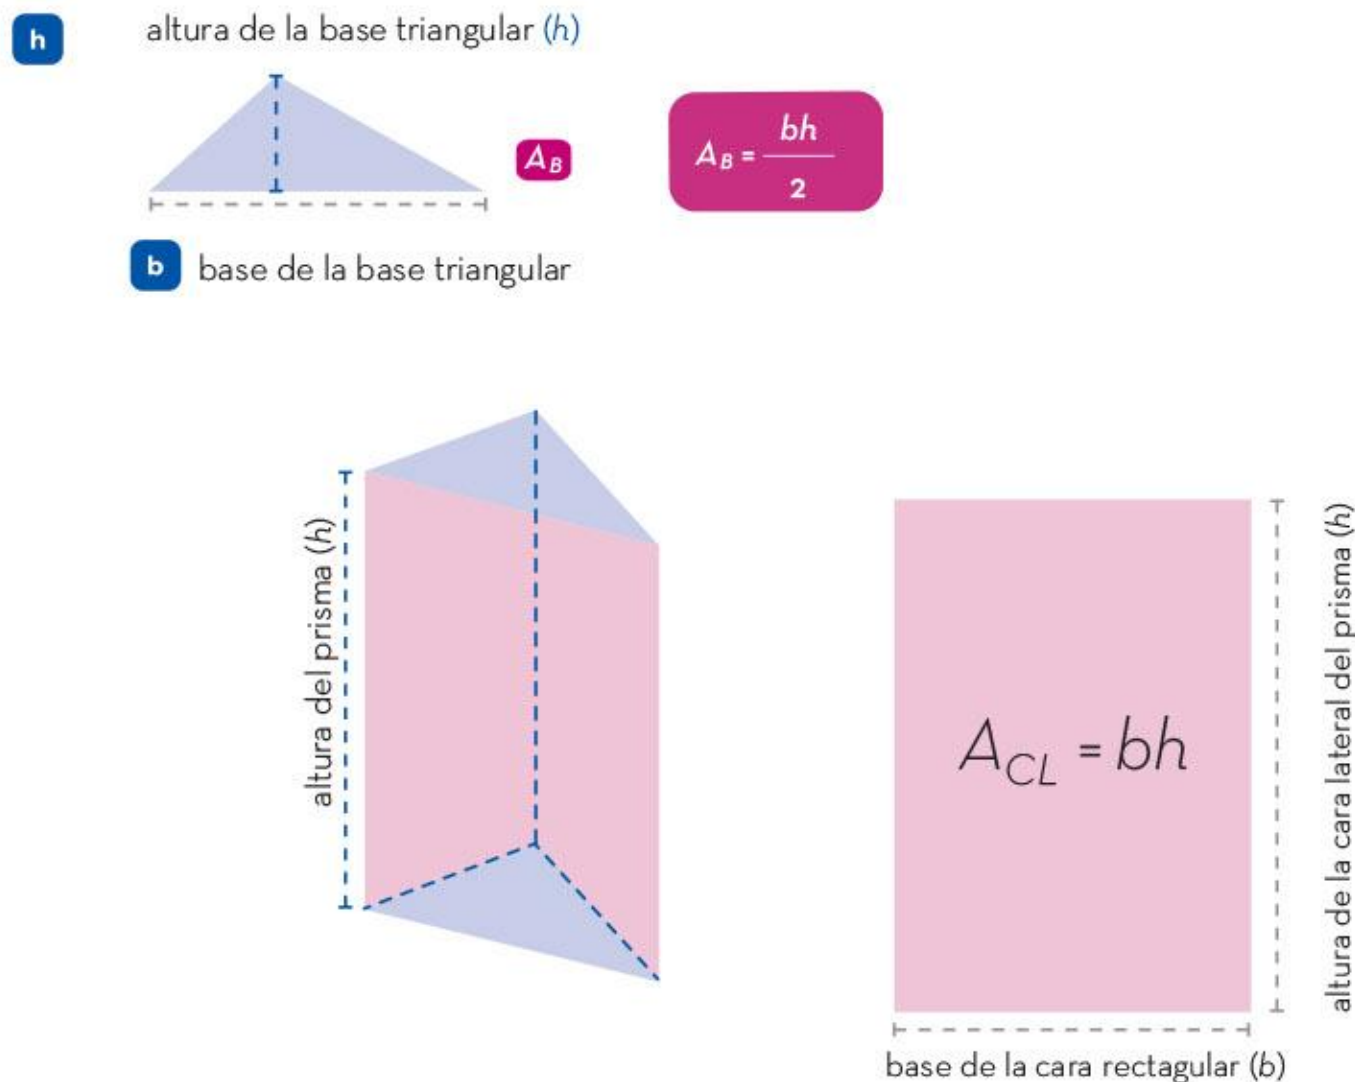 h
altura de la base triangular (h)
A_B
A_B = bh / 2
b
base de la base triangular
altura del prisma (h)
A_CL = bh
altura de la cara lateral del prisma (h)
base de la cara rectagular (b)